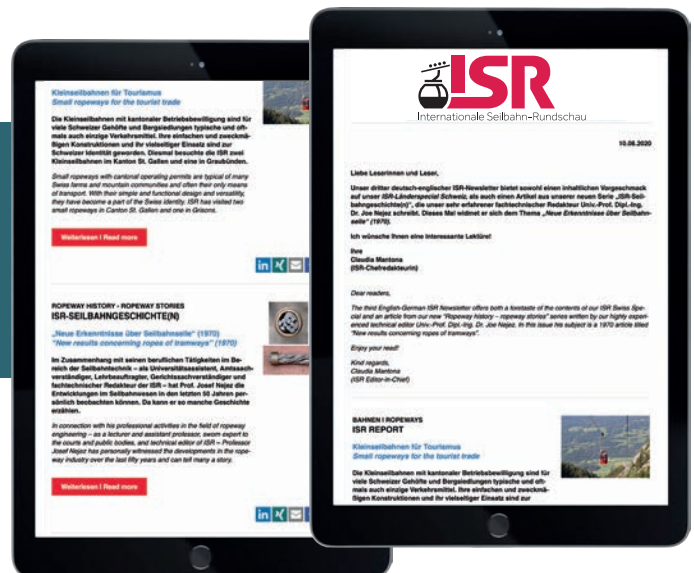 Kleinseilbahnen für Tourismus
Small ropeways for the tourist trade
Die Kleinseilbahnen mit kantonaler Betriebsbewilligung sind für
viele Schweizer Gehöfte und Bergsiedlungen typische und oft-
mals auch einzige Verkehrsmittel. Ihre einfachen und zweckmä-
ßigen Konstruktionen und ihr vielseitiger Einsatz sind zur
Schweizer Identität geworden. Diesmal besuchte die ISR zwei
Kleinseilbahnen im Kanton St. Gallen und eine in Graubünden.
Small ropeways with cantonal operating permits are typical of many
Swiss farms and mountain communities and often their only means
of transport. With their simple and functional design and versatility,
they have become a part of the Swiss identity. ISR has visited two
small ropeways in Canton St. Gallen and one in Grisons.
Weiterlesen I Read more
in
ROPEWAY HISTORY - ROPEWAY STORIES
ISR-SEILBAHNGESCHICHTE(N)
„Neue Erkenntnisse über Seilbahnseile" (1970)
"New results concerning ropes of tramways" (1970)
Im Zusammenhang mit seinen beruflichen Tätigkeiten im Be-
reich der Seilbahntechnik – als Universitätsassistent, Amtssach-
verständiger, Lehrbeauftragter, Gerichtssachverständiger und
fachtechnischer Redakteur der ISR – hat Prof. Josef Nejez die
Entwicklungen im Seilbahnwesen in den letzten 50 Jahren per-
sönlich beobachten können. Da kann er so manche Geschichte
erzählen.
In connection with his professional activities in the field of ropeway
engineering – as a lecturer and assistant professor, sworn expert to
the courts and public bodies, and technical editor of ISR – Professor
Josef Nejez has personally witnessed the developments in the rope-
way industry over the last fifty years and can tell many a story.
Weiterlesen I Read more
in
ISR
Internationale Seilbahn-Rundschau
10.08.2020
Liebe Leserinnen und Leser,
Unser dritter deutsch-englischer ISR-Newsletter bietet sowohl einen inhaltlichen Vorgeschmack
auf unser ISR-Länderspecial Schweiz, als auch einen Artikel aus unserer neuen Serie „ISR-Seil-
bahngeschichte(n)", die unser sehr erfahrener fachtechnischer Redakteur Univ.-Prof. Dipl.-Ing.
Dr. Joe Nejez schreibt. Dieses Mal widmet er sich dem Thema „Neue Erkenntnisse über Seilbahn-
seile" (1970).
Ich wünsche Ihnen eine interessante Lektüre!
Ihre
Claudia Mantona
(ISR-Chefredakteurin)
Dear readers,
The third English-German ISR Newsletter offers both a foretaste of the contents of our ISR Swiss Spe-
cial and an article from our new "Ropeway history – ropeway stories" series written by our highly experi-
enced technical editor Univ.-Prof. Dipl.-Ing. Dr. Joe Nejez. In this issue his subject is a 1970 article titled
"New results concerning ropes of tramways".
Enjoy your read!
Kind regards,
Claudia Mantona
(ISR Editor-in-Chief)
BAHNEN I ROPEWAYS
ISR REPORT
Kleinseilbahnen für Tourismus
Small ropeways for the tourist trade
Die Kleinseilbahnen mit kantonaler Betriebsbewilligung sind für
viele Schweizer Gehöfte und Bergsiedlungen typische und oft-
mals auch einzige Verkehrsmittel. Ihre einfachen und zweckmä-
ßigen Konstruktionen und ihr vielseitiger Einsatz sind zur